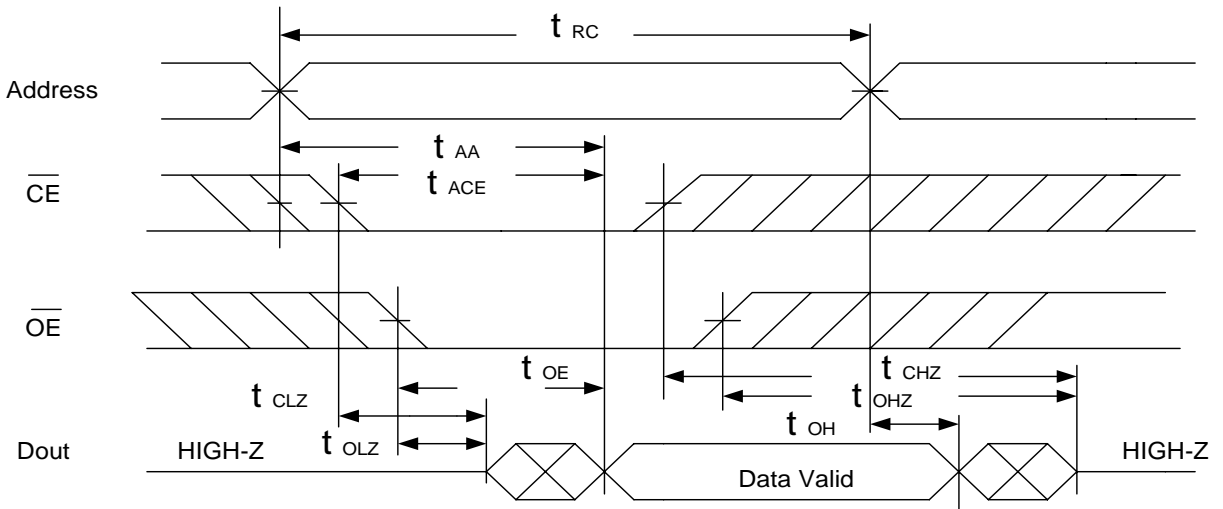 t RC
Address
t AA
CE
t ACE
OE
t OE
t CHZ
t CLZ
t OHZ
t OH
t OLZ
Dout
HIGH-Z
Data Valid
HIGH-Z